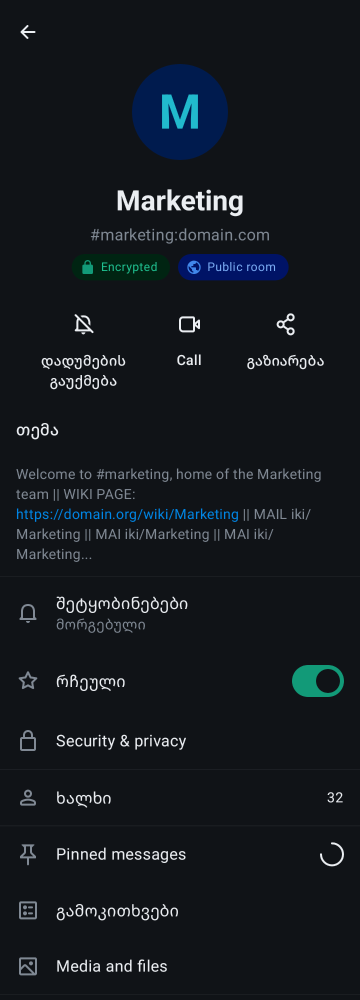 M
Marketing
#marketing:domain.com
Encrypted
Public room
დადუმების
გაუქმება
Call
გაზიარება
თემა
Welcome to #marketing, home of the Marketing
team || WIKI PAGE:
https://domain.org/wiki/Marketing || MAIL iki/
Marketing || MAI iki/Marketing || MAI iki/
Marketing...
შეტყობინებები
მორგებული
რჩეული
Security & privacy
ხალხი
32
Pinned messages
გამოკითხვები
Media and files